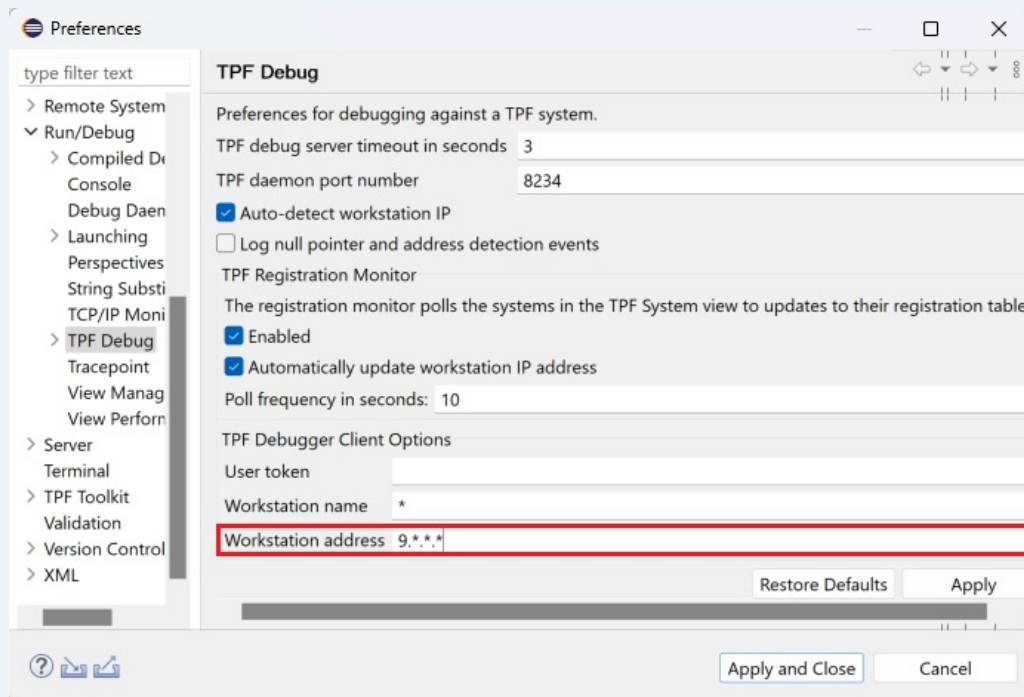 Preferences
type filter text
Remote System
Run/Debug
Compiled De
Console
Debug Daen
Launching
Perspectives
String Substi
TCP/IP Moni
TPF Debug
Tracepoint
View Manag
View Perforn
Server
Terminal
TPF Toolkit
Validation
Version Control
XML
TPF Debug
Preferences for debugging against a TPF system.
TPF debug server timeout in seconds 3
TPF daemon port number 8234
Auto-detect workstation IP
Log null pointer and address detection events
TPF Registration Monitor
The registration monitor polls the systems in the TPF System view to updates to their registration table
Enabled
Automatically update workstation IP address
Poll frequency in seconds: 10
TPF Debugger Client Options
User token
Workstation name *
Workstation address 9.*.*.*
Restore Defaults Apply
Apply and Close Cancel